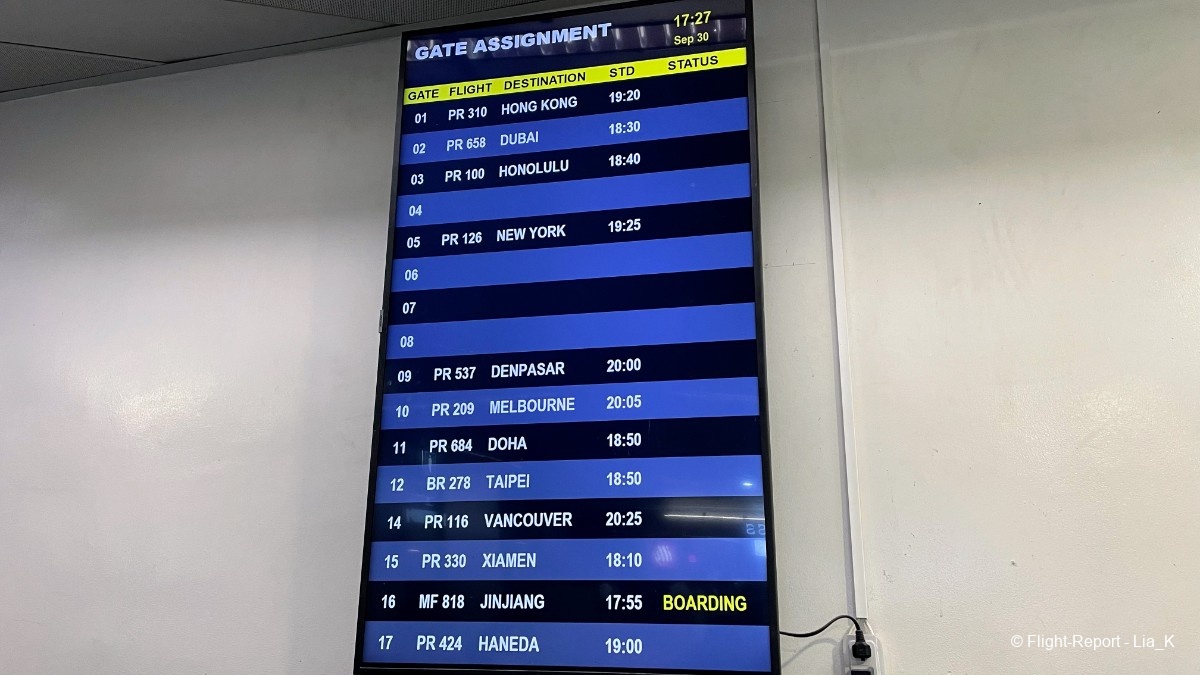 GATE ASSIGNMENT 17:27
Sep 30
GATE FLIGHT DESTINATION STD STATUS
01 PR 310 HONG KONG 19:20
02 PR 658 DUBAI 18:30
03 PR 100 HONOLULU 18:40
04
05 PR 126 NEW YORK 19:25
06
07
08
09 PR 537 DENPASAR 20:00
10 PR 209 MELBOURNE 20:05
11 PR 684 DOHA 18:50
12 BR 278 TAIPEI 18:50
14 PR 116 VANCOUVER 20:25
15 PR 330 XIAMEN 18:10
16 MF 818 JINJIANG 17:55 BOARDING
17 PR 424 HANEDA 19:00
© Flight-Report - Lia_K